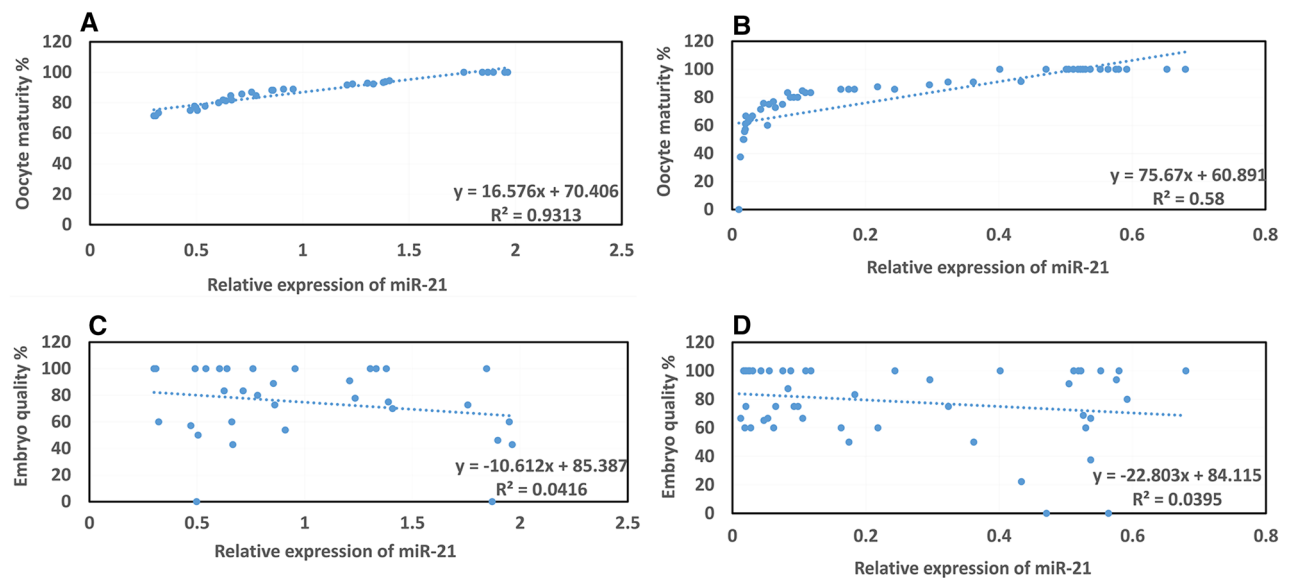 A
Oocyte maturity %
120
100
80
60
40
20
0
y = 16.576x + 70.406
R² = 0.9313
0 0.5 1 1.5 2 2.5
Relative expression of miR-21
B
Oocyte maturity %
120
100
80
60
40
20
0
y = 75.67x + 60.891
R² = 0.58
0 0.2 0.4 0.6 0.8
Relative expression of miR-21
C
Embryo quality %
120
100
80
60
40
20
0
y = -10.612x + 85.387
R² = 0.0416
0 0.5 1 1.5 2 2.5
Relative expression of miR-21
D
Embryo quality %
120
100
80
60
40
20
0
y = -22.803x + 84.115
R² = 0.0395
0 0.2 0.4 0.6 0.8
Relative expression of miR-21